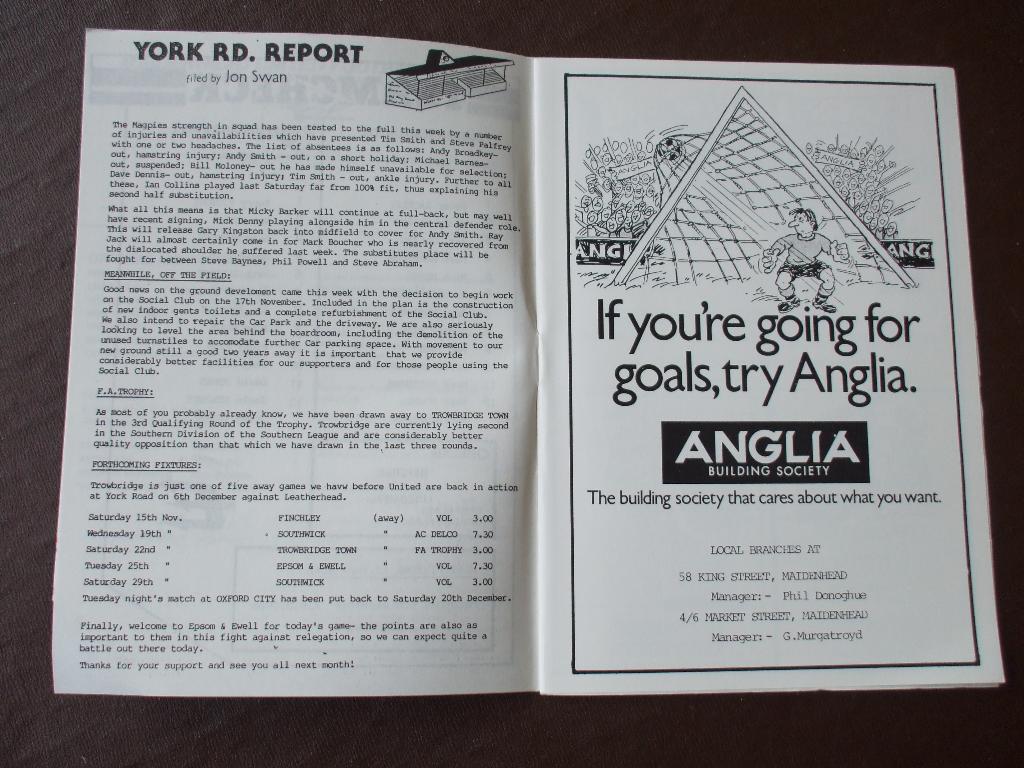 YORK RD. REPORT
filed by Jon Swan
The Magpies strength in squad has been tested to the full this week by a number
of injuries and unavailabilities which have presented Tim Smith and Steve Palfrey
with one or two headaches. The list of absentees is as follows: Andy Broadkey-
out, hamstring injury; Andy Smith - out, on a short holiday; Michael Barnes-
out, suspended; Bill Moloney- out he has made himself unavailable for selection;
Dave Dennis- out, hamstring injury; Tim Smith - out, ankle injury. Further to all
these, Ian Collins played last Saturday far from 100% fit, thus explaining his
second half substitution.
What all this means is that Micky Barker will continue at full-back, but may well
have recent signing, Mick Denny playing alongside him in the central defender role.
This will release Gary Kingston back into midfield to cover for Andy Smith. Ray
Jack will almost certainly come in for Mark Boucher who is nearly recovered from
the dislocated shoulder he suffered last week. The substitutes place will be
fought for between Steve Baynes, Phil Powell and Steve Abraham.
MEANWHILE, OFF THE FIELD:
Good news on the ground develoment came this week with the decision to begin work
on the Social Club on the 17th November. Included in the plan is the construction
of new indoor gents toilets and a complete refurbishment of the Social Club.
We also intend to repair the Car Park and the driveway. We are also seriously
looking to level the area behind the boardroom, including the demolition of the
unused turnstiles to accomodate further Car parking space. With movement to our
new ground still a good two years away it is important that we provide
considerably better facilities for our supporters and for those people using the
Social Club.
F.A.TROPHY:
As most of you probably already know, we have been drawn away to TROWBRIDGE TOWN
in the 3rd Qualifying Round of the Trophy. Trowbridge are currently lying second
in the Southern Division of the Southern League and are considerably better
quality opposition than that which we have drawn in the last three rounds.
FORTHCOMING FIXTURES:
Trowbridge is just one of five away games we havw before United are back in action
at York Road on 6th December against Leatherhead.
Saturday 15th Nov. FINCHLEY (away) VOL 3.00
Wednesday 19th " SOUTHWICK " AC DELCO 7.30
Saturday 22nd " TROWBRIDGE TOWN " FA TROPHY 3.00
Tuesday 25th " EPSOM & EWELL " VOL 7.30
Saturday 29th " SOUTHWICK " VOL 3.00
Tuesday night's match at OXFORD CITY has been put back to Saturday 20th December.
Finally, welcome to Epsom & Ewell for today's game- the points are also as
important to them in this fight against relegation, so we can expect quite a
battle out there today.
Thanks for your support and see you all next month!
ANGLIA
ANGL
ANGL
ANG
If you're going for
goals, try Anglia.
ANGLIA
BUILDING SOCIETY
The building society that cares about what you want.
LOCAL BRANCHES AT
58 KING STREET, MAIDENHEAD
Manager:- Phil Donoghue
4/6 MARKET STREET, MAIDENHEAD
Manager:- G.Murgatroyd